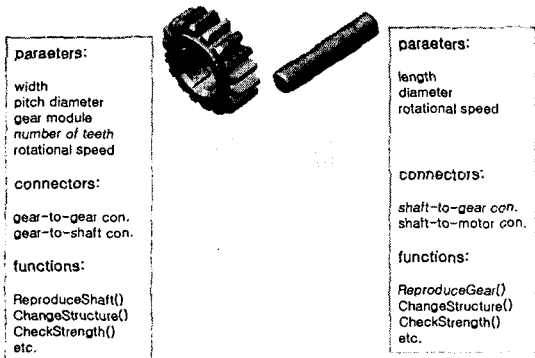 paraeters:
width
pitch diameter
gear module
number of teeth
rotational speed
connectors:
gear-to-gear con.
gear-to-shaft con.
functions:
ReproduceShaft()
ChangeStructure()
CheckStrength()
etc.
paraeters:
length
diameter
rotational speed
connectors:
shaft-to-gear con.
shaft-to-motor con.
functions:
ReproduceGear()
ChangeStructure()
CheckStrength()
etc.